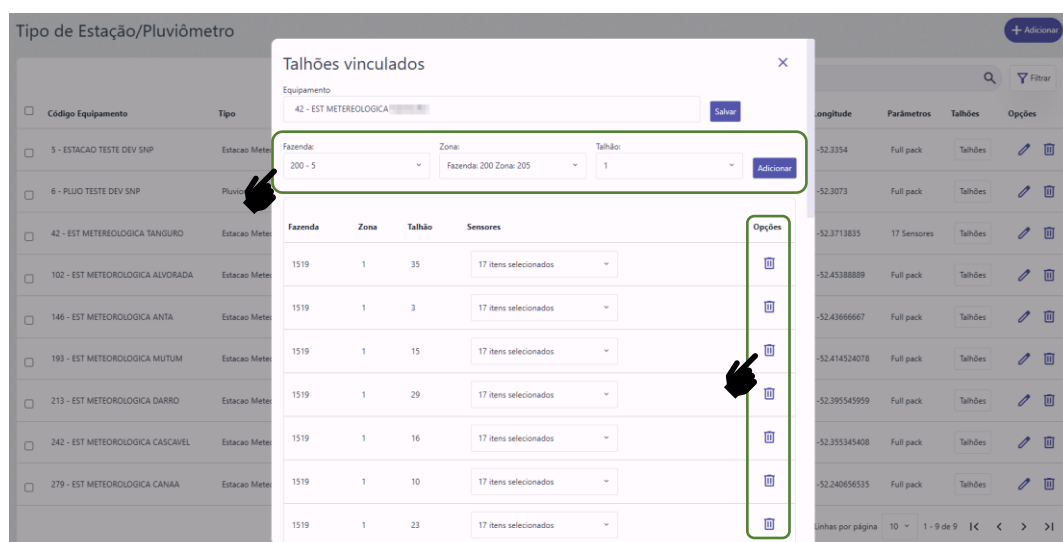 Tipo de Estação/Pluviômetro
+ Adicionar
Filtrar
Código Equipamento Tipo Longitude Parâmetros Talhões Opções
5 - ESTACAO TESTE DEV SNP Estacao Meteo -52.3354 Full pack Talhões
6 - PLUO TESTE DEV SNP Pluvio -52.3073 Full pack Talhões
42 - EST METEREOLOGICA TANGURO Estacao Meteo -52.3713835 17 Sensores Talhões
102 - EST METEOROLOGICA ALVORADA Estacao Meteo -52.45388889 Full pack Talhões
146 - EST METEOROLOGICA ANTA Estacao Meteo -52.43666667 Full pack Talhões
193 - EST METEOROLOGICA MUTUM Estacao Meteo -52.414524078 Full pack Talhões
213 - EST METEOROLOGICA DARRO Estacao Meteo -52.395545959 Full pack Talhões
242 - EST METEOROLOGICA CASCAVEL Estacao Meteo -52.355345408 Full pack Talhões
279 - EST METEOROLOGICA CANAA Estacao Meteo -52.240656535 Full pack Talhões
Linhas por página 10 1 - 9 de 9
Talhões vinculados
Equipamento
42 - EST METEREOLOGICA
Salvar
Fazenda: Zona: Talhão:
200 - 5 Fazenda: 200 Zona: 205 1 Adicionar
Fazenda Zona Talhão Sensores Opções
1519 1 35 17 itens selecionados
1519 1 3 17 itens selecionados
1519 1 15 17 itens selecionados
1519 1 29 17 itens selecionados
1519 1 16 17 itens selecionados
1519 1 10 17 itens selecionados
1519 1 23 17 itens selecionados